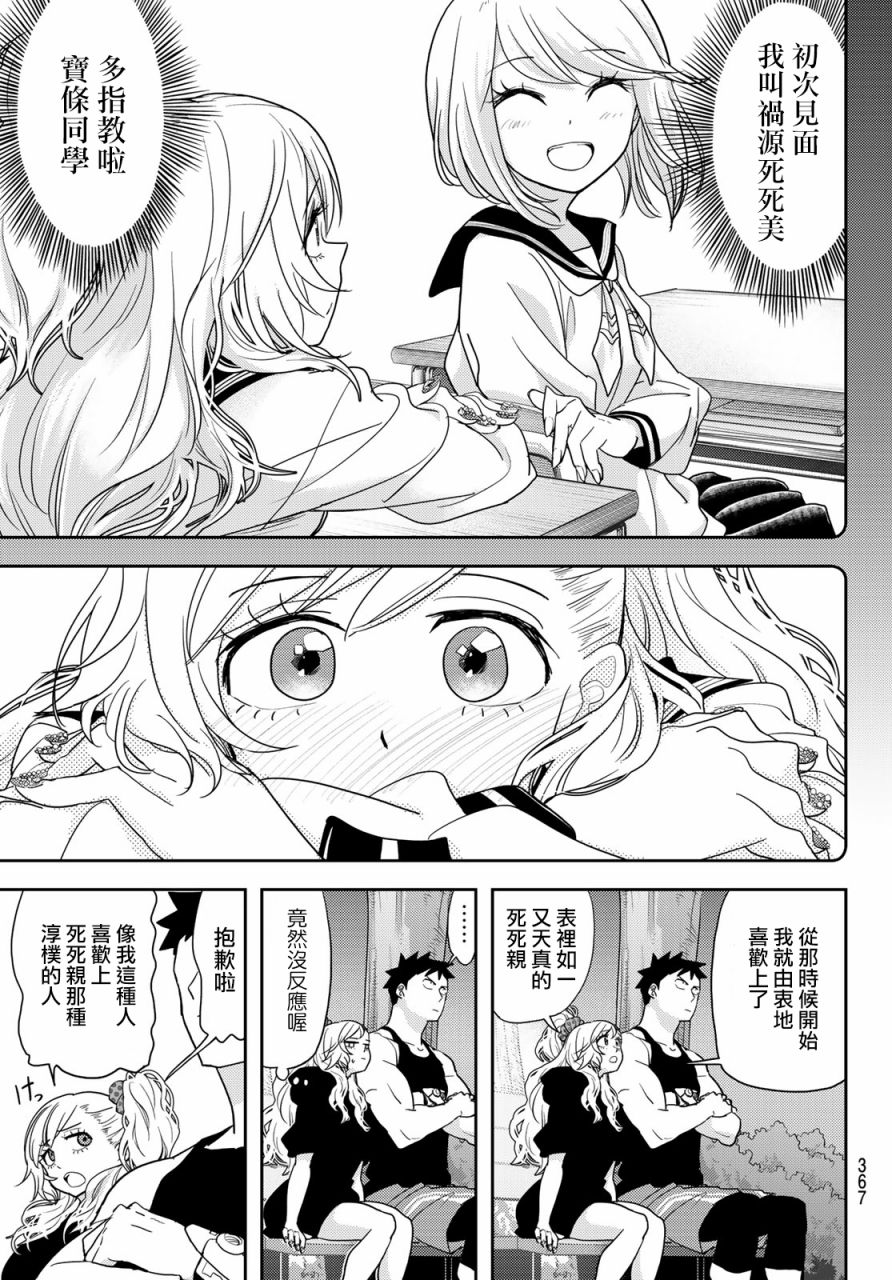 初次見面
我叫禍源死死美
多指教啦
寶條同學
從那時候開始
我就由衷地
喜歡上了
表裡如一
又天真的
死死親
……
竟然沒反應喔
抱歉啦
像我這種人
喜歡上
死死親那種
淳樸的人
けっ
367